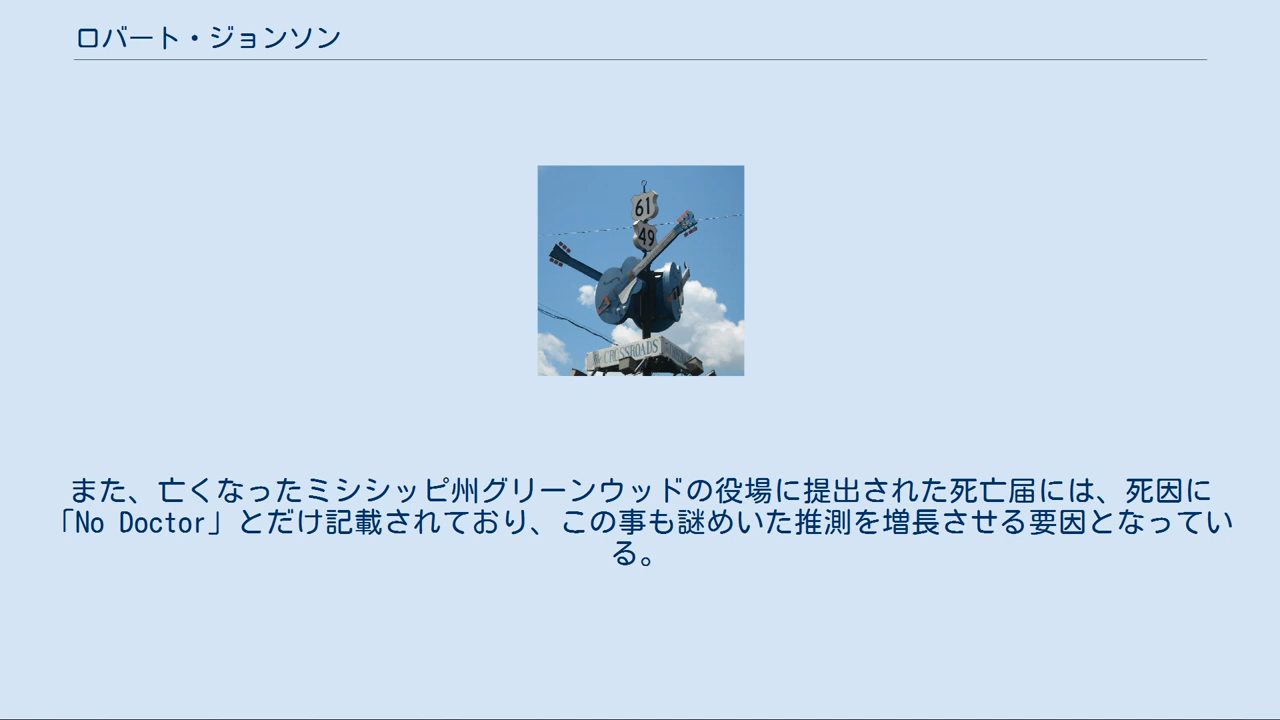 ロバート・ジョンソン
61
49
CROSSROADS
また、亡くなったミシシッピ州グリーンウッドの役場に提出された死亡届には、死因に
「No Doctor」とだけ記載されており、この事も謎めいた推測を増長させる要因となってい
る。